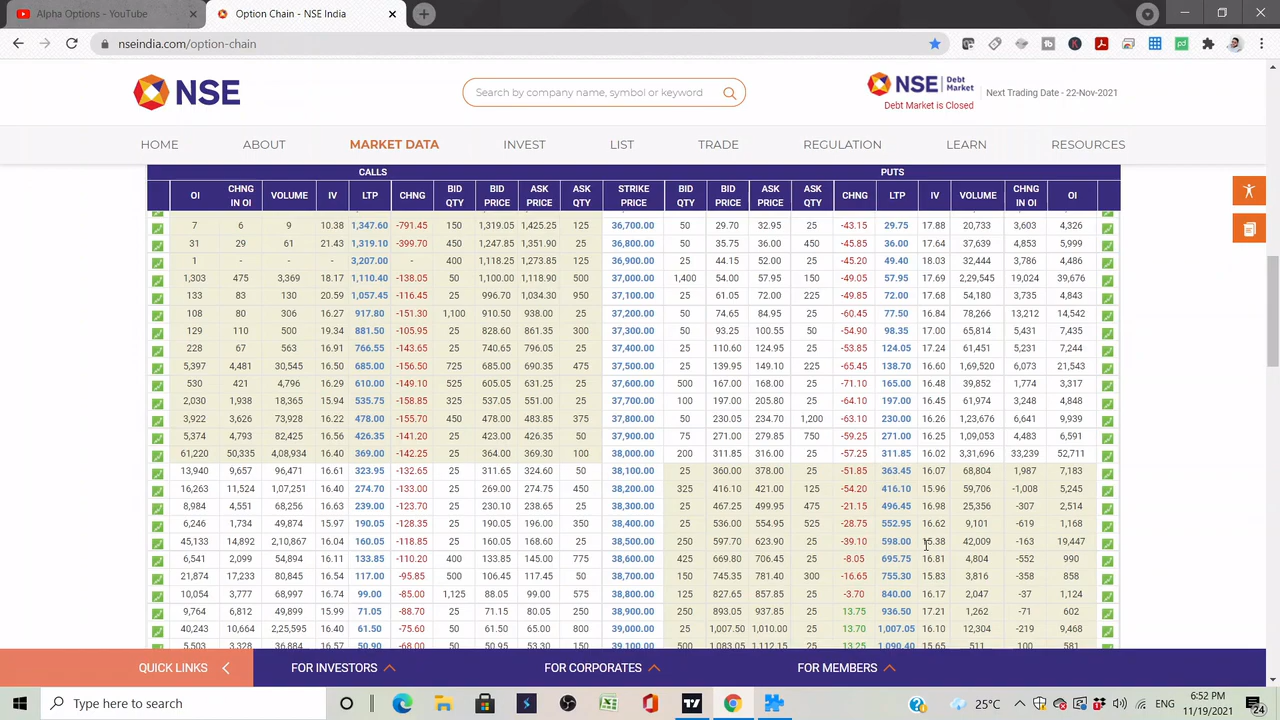 Alpha Options - YouTube
Option Chain - NSE India
nseindia.com/option-chain
NSE
Search by company name, symbol or keyword
NSE Debt Market
Debt Market is Closed
Next Trading Date - 22-Nov-2021
HOME ABOUT MARKET DATA INVEST LIST TRADE REGULATION LEARN RESOURCES
CALLS PUTS
OI CHNG IN OI VOLUME IV LTP CHNG BID QTY BID PRICE ASK PRICE ASK QTY STRIKE PRICE BID QTY BID PRICE ASK PRICE ASK QTY CHNG LTP IV VOLUME CHNG IN OI OI
7 6 9 10.38 1,347.60 -791.45 150 1,319.05 1,425.25 125 36,700.00 50 29.70 32.95 25 -43.15 29.75 17.88 20,733 3,603 4,326
31 29 61 21.43 1,319.10 -399.70 450 1,247.85 1,351.90 25 36,800.00 50 35.75 36.00 450 -45.85 36.00 17.64 37,639 4,853 5,999
1 - - - 3,207.00 - 400 1,118.25 1,273.85 125 36,900.00 25 44.15 52.00 25 -45.20 49.40 18.03 32,444 3,786 4,486
1,303 475 3,369 18.17 1,110.40 -138.05 50 1,100.00 1,118.90 500 37,000.00 1,400 54.00 57.95 150 -49.05 57.95 17.69 2,29,545 19,024 39,676
133 83 130 20.59 1,057.45 -116.45 25 996.70 1,034.30 950 37,100.00 25 61.05 72.00 225 -49.85 72.00 17.68 54,180 3,735 4,843
108 80 306 16.27 917.80 -151.30 1,100 910.50 938.00 25 37,200.00 50 74.65 84.95 25 -60.45 77.50 16.84 78,266 13,212 14,542
129 110 500 19.34 881.50 -105.95 25 828.60 861.35 300 37,300.00 25 93.25 100.55 50 -54.90 98.35 17.00 65,814 5,431 7,435
228 67 563 16.91 766.55 -143.65 25 740.65 796.05 25 37,400.00 25 110.60 124.95 25 -53.85 124.05 17.24 61,451 5,231 7,244
5,397 4,481 30,545 16.50 685.00 -156.50 725 685.00 690.35 475 37,500.00 25 139.95 149.10 225 -65.45 138.70 16.60 1,69,520 6,073 21,543
530 421 4,796 16.29 610.00 -149.10 525 605.05 631.25 25 37,600.00 500 167.00 168.00 25 -71.10 165.00 16.48 39,852 1,774 3,317
2,030 1,938 18,365 15.94 535.75 -158.85 325 537.05 551.00 25 37,700.00 100 197.00 205.80 25 -64.10 197.00 16.45 61,974 3,248 4,848
3,922 3,626 73,928 16.22 478.00 -155.70 450 478.00 483.85 375 37,800.00 50 230.05 234.70 1,200 -63.10 230.00 16.26 1,23,676 6,641 9,939
5,374 4,793 82,425 16.56 426.35 -141.20 25 423.00 426.35 50 37,900.00 75 271.00 279.85 750 -59.25 271.00 16.25 1,09,053 4,483 6,591
61,220 50,335 4,08,934 16.40 369.00 -142.25 25 364.00 369.30 100 38,000.00 200 311.85 316.00 25 -57.25 311.85 16.02 3,31,696 33,239 52,711
13,940 9,657 96,471 16.61 323.95 -132.65 25 311.65 324.60 50 38,100.00 25 360.00 378.00 25 -51.85 363.45 16.07 68,804 1,987 7,183
16,263 11,524 1,07,251 16.40 274.70 -133.00 25 269.00 274.75 450 38,200.00 325 416.10 421.00 125 -54.20 416.10 15.96 59,706 -1,008 5,245
8,984 4,551 68,256 16.63 239.00 -123.70 25 230.10 238.65 25 38,300.00 25 467.25 499.95 475 -21.15 496.45 16.98 25,356 -307 2,514
6,246 1,734 49,874 15.97 190.05 -128.35 25 190.05 196.00 350 38,400.00 25 536.00 554.95 525 -28.75 552.95 16.62 9,101 -619 1,168
45,133 14,892 2,10,867 16.04 160.05 -118.85 25 160.05 164.00 25 38,500.00 250 597.70 623.90 25 -39.10 598.00 15.38 42,009 -163 19,447
6,541 2,099 54,894 16.11 133.85 -110.20 400 133.85 145.00 775 38,600.00 425 669.80 706.45 25 -8.05 695.75 16.81 4,804 -552 990
21,874 17,233 80,845 16.54 117.00 -95.85 500 106.45 117.45 50 38,700.00 150 745.35 781.40 300 -16.65 755.30 15.83 3,816 -358 858
10,054 3,777 68,997 16.74 99.00 -85.00 1,125 88.05 99.00 575 38,800.00 125 827.65 857.85 25 -3.70 840.00 16.17 2,047 -37 1,124
9,764 6,812 49,899 15.99 71.05 -88.70 25 71.15 80.05 250 38,900.00 250 893.05 937.85 25 13.75 936.50 17.21 1,262 -71 602
40,243 10,664 2,25,595 16.40 61.50 -75.60 50 61.50 65.00 800 39,000.00 25 1,007.50 1,010.00 25 13.70 1,007.05 16.10 12,304 -219 9,468
5,503 3,328 36,884 16.57 50.90 -68.00 50 50.95 53.30 150 39,100.00 500 1,083.05 1,112.15 25 13.25 1,090.40 15.65 511 100 581
QUICK LINKS FOR INVESTORS FOR CORPORATES FOR MEMBERS
Type here to search
25°C
ENG
6:52 PM
11/19/2021
24